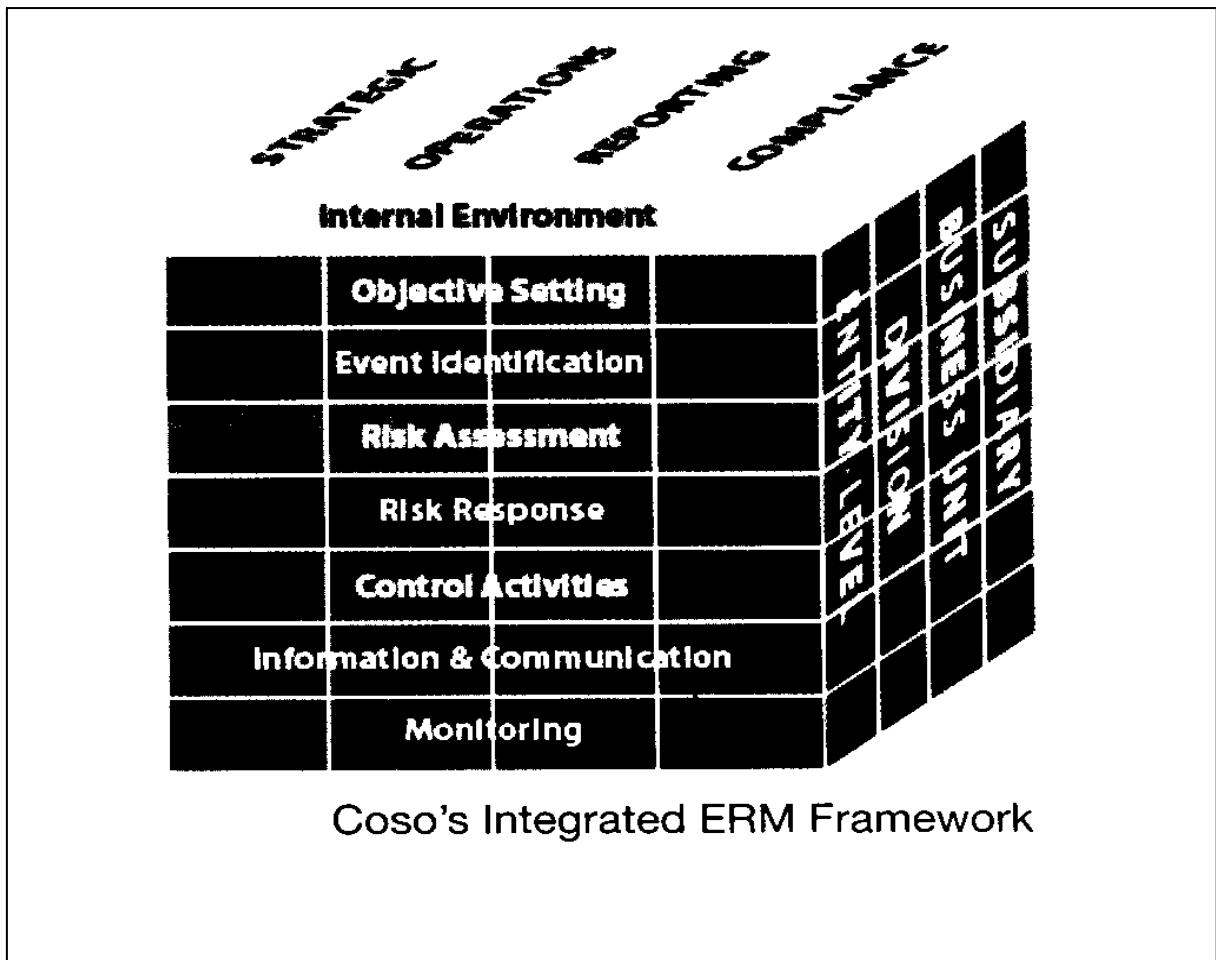 STRATEGIC
OPERATIONS
REPORTING
COMPLIANCE
Internal Environment
Objective Setting
Event Identification
Risk Assessment
Risk Response
Control Activities
Information & Communication
Monitoring
ENTITY LEVEL
DIVISION
BUSINESS UNIT
SUBSIDIARY
Coso's Integrated ERM Framework